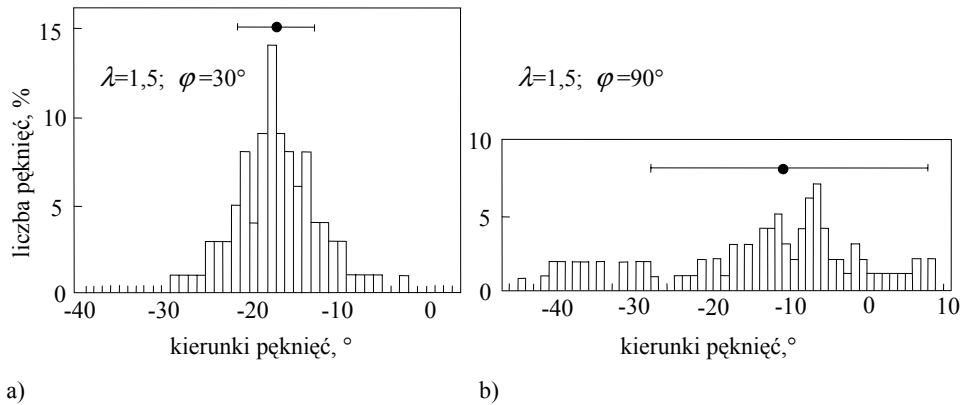 15
10
5
0
liczba pęknięć, %
λ=1,5; φ=30°
-40 -30 -20 -10 0
kierunki pęknięć, °
a)
λ=1,5; φ=90°
10
5
0
-40 -30 -20 -10 0 10
kierunki pęknięć,°
b)